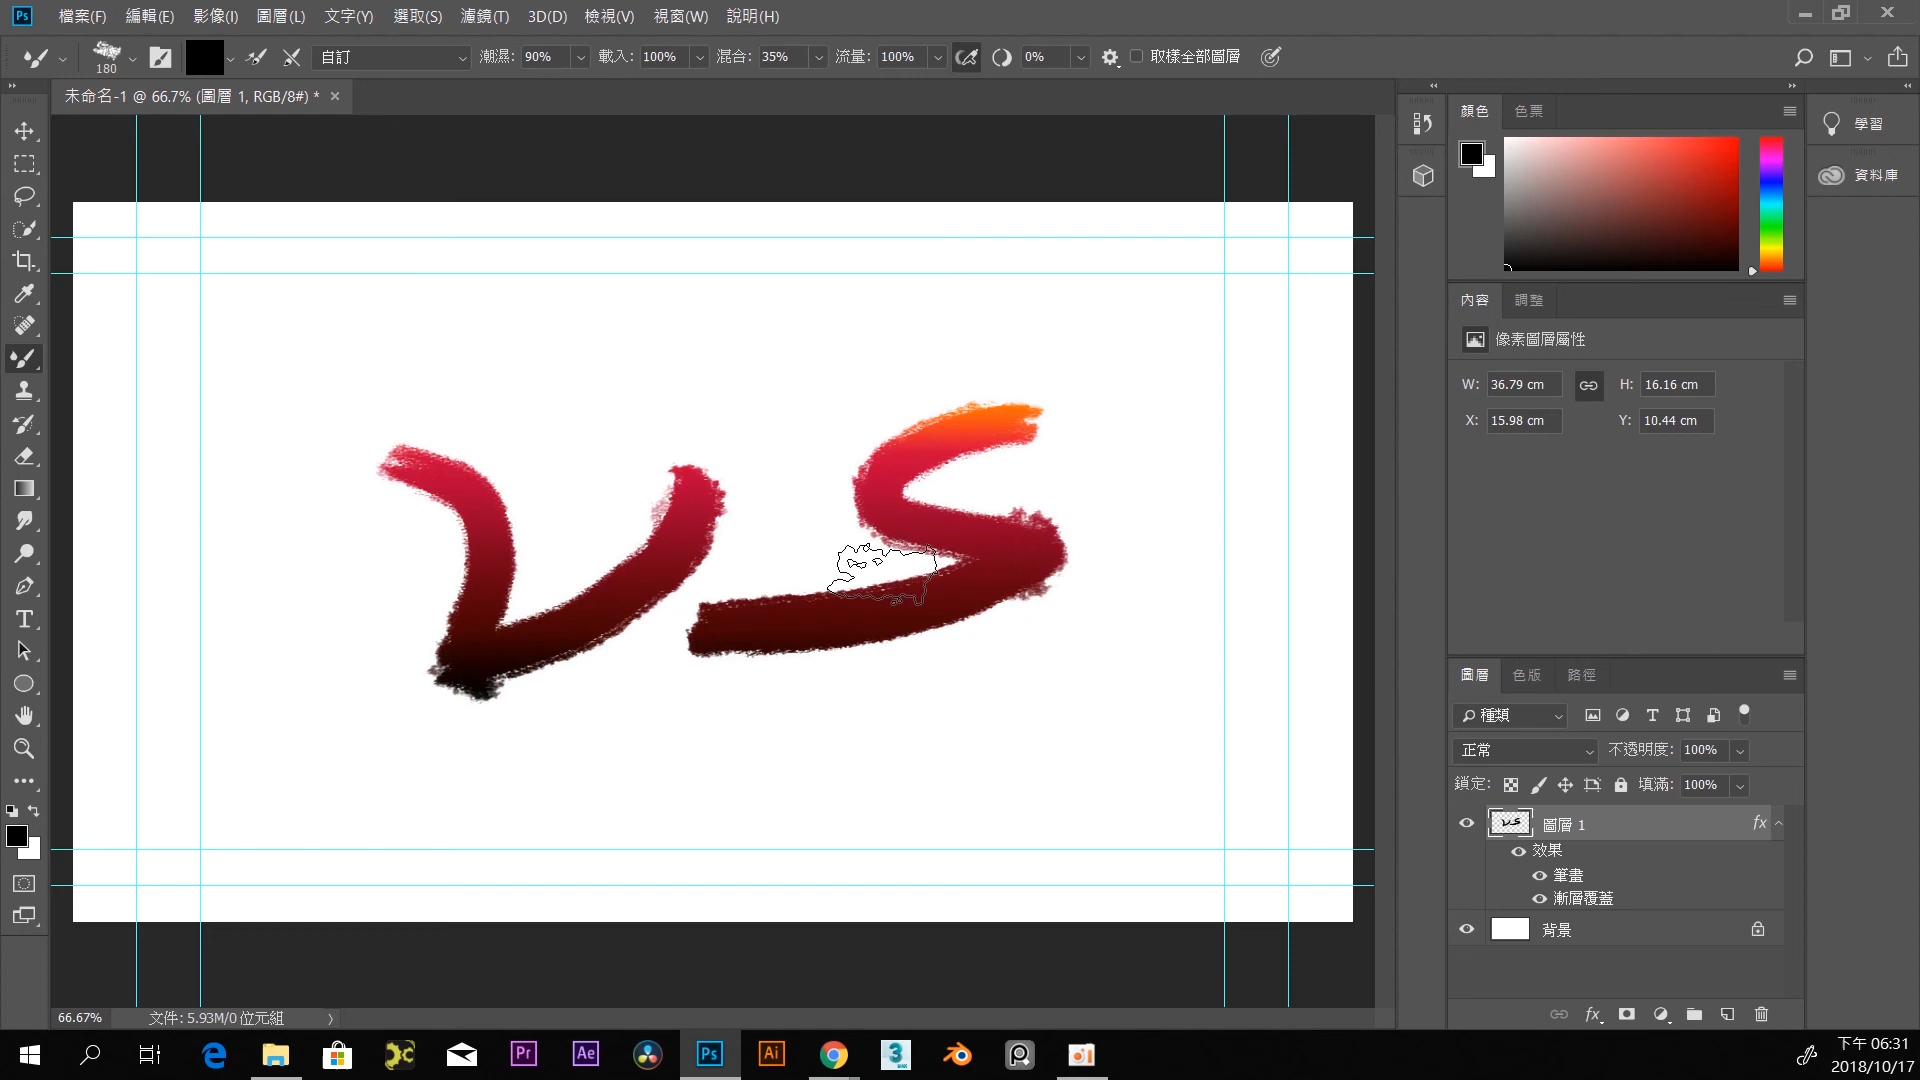 Ps 檔案(F) 編輯(E) 影像(I) 圖層(L) 文字(Y) 選取(S) 濾鏡(T) 3D(D) 檢視(V) 視窗(W) 說明(H)
180 自訂 潮濕: 90% 載入: 100% 混合: 35% 流量: 100% 0% 取樣全部圖層
未命名-1 @ 66.7% (圖層 1, RGB/8#) *
顏色 色票
學習
資料庫
內容 調整
像素圖層屬性
W: 36.79 cm H: 16.16 cm
X: 15.98 cm Y: 10.44 cm
VS
圖層 色版 路徑
種類
正常 不透明度: 100%
鎖定: 填滿: 100%
圖層 1 fx
效果
筆畫
漸層覆蓋
背景
fx
66.67% 文件: 5.93M/0 位元組
Pr Ae Ps Ai 3
下午 06:31
2018/10/17